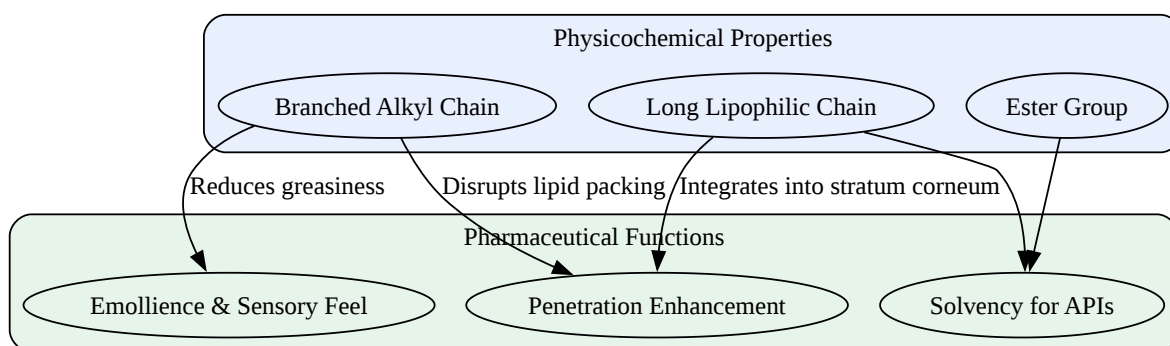 Physicochemical Properties
Branched Alkyl Chain
Long Lipophilic Chain
Ester Group
Reduces greasiness
Disrupts lipid packing
Integrates into stratum corneum
Pharmaceutical Functions
Emollience & Sensory Feel
Penetration Enhancement
Solvency for APIs